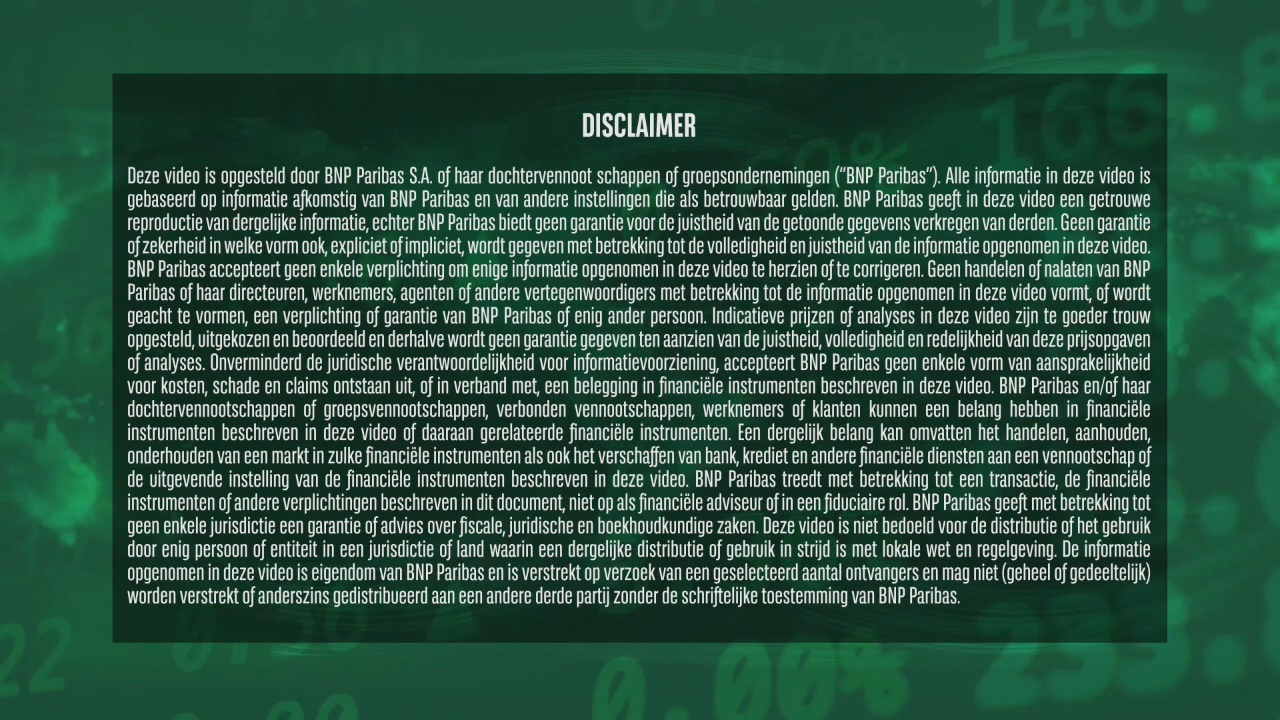 146.
166.8
DISCLAIMER
Deze video is opgesteld door BNP Paribas S.A. of haar dochtervennoot schappen of groepsondernemingen (“BNP Paribas”). Alle informatie in deze video is
gebaseerd op informatie afkomstig van BNP Paribas en van andere instellingen die als betrouwbaar gelden. BNP Paribas geeft in deze video een getrouwe
reproductie van dergelijke informatie, echter BNP Paribas biedt geen garantie voor de juistheid van de getoonde gegevens verkregen van derden. Geen garantie
of zekerheid in welke vorm ook, expliciet of impliciet, wordt gegeven met betrekking tot de volledigheid en juistheid van de informatie opgenomen in deze video.
BNP Paribas accepteert geen enkele verplichting om enige informatie opgenomen in deze video te herzien of te corrigeren. Geen handelen of nalaten van BNP
Paribas of haar directeuren, werknemers, agenten of andere vertegenwoordigers met betrekking tot de informatie opgenomen in deze video vormt, of wordt
geacht te vormen, een verplichting of garantie van BNP Paribas of enig ander persoon. Indicatieve prijzen of analyses in deze video zijn te goeder trouw
opgesteld, uitgekozen en beoordeeld en derhalve wordt geen garantie gegeven ten aanzien van de juistheid, volledigheid en redelijkheid van deze prijsopgaven
of analyses. Onverminderd de juridische verantwoordelijkheid voor informatievoorziening, accepteert BNP Paribas geen enkele vorm van aansprakelijkheid
voor kosten, schade en claims ontstaan uit, of in verband met, een belegging in financiële instrumenten beschreven in deze video. BNP Paribas en/of haar
dochtervennootschappen of groepsvennootschappen, verbonden vennootschappen, werknemers of klanten kunnen een belang hebben in financiële
instrumenten beschreven in deze video of daaraan gerelateerde financiële instrumenten. Een dergelijk belang kan omvatten het handelen, aanhouden,
onderhouden van een markt in zulke financiële instrumenten als ook het verschaffen van bank, krediet en andere financiële diensten aan een vennootschap of
de uitgevende instelling van de financiële instrumenten beschreven in deze video. BNP Paribas treedt met betrekking tot een transactie, de financiële
instrumenten of andere verplichtingen beschreven in dit document, niet op als financiële adviseur of in een fiduciaire rol. BNP Paribas geeft met betrekking tot
geen enkele jurisdictie een garantie of advies over fiscale, juridische en boekhoudkundige zaken. Deze video is niet bedoeld voor de distributie of het gebruik
door enig persoon of entiteit in een jurisdictie of land waarin een dergelijke distributie of gebruik in strijd is met lokale wet en regelgeving. De informatie
opgenomen in deze video is eigendom van BNP Paribas en is verstrekt op verzoek van een geselecteerd aantal ontvangers en mag niet (geheel of gedeeltelijk)
worden verstrekt of anderszins gedistribueerd aan een andere derde partij zonder de schriftelijke toestemming van BNP Paribas.
22
0.00%